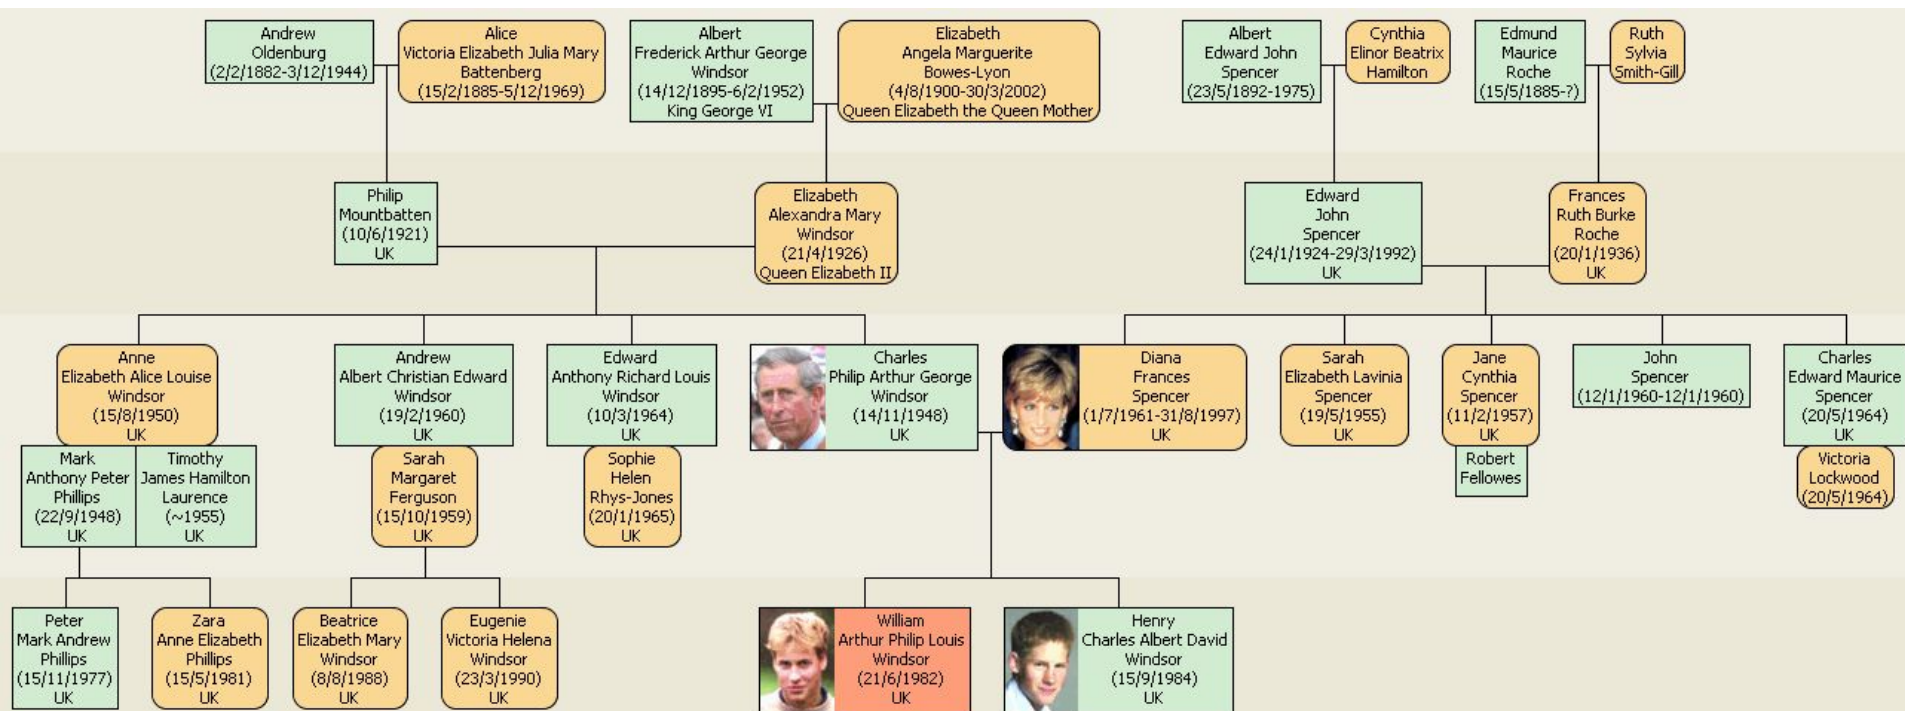 Andrew
Oldenburg
(2/2/1882-3/12/1944)
Alice
Victoria Elizabeth Julia Mary
Battenberg
(15/2/1885-5/12/1969)
Albert
Frederick Arthur George
Windsor
(14/12/1895-6/2/1952)
King George VI
Elizabeth
Angela Marguerite
Bowes-Lyon
(4/8/1900-30/3/2002)
Queen Elizabeth the Queen Mother
Albert
Edward John
Spencer
(23/5/1892-1975)
Cynthia
Elinor Beatrix
Hamilton
Edmund
Maurice
Roche
(15/5/1885-?)
Ruth
Sylvia
Smith-Gill
Philip
Mountbatten
(10/6/1921)
UK
Elizabeth
Alexandra Mary
Windsor
(21/4/1926)
Queen Elizabeth II
Edward
John
Spencer
(24/1/1924-29/3/1992)
UK
Frances
Ruth Burke
Roche
(20/1/1936)
UK
Anne
Elizabeth Alice Louise
Windsor
(15/8/1950)
UK
Mark
Anthony Peter
Phillips
(22/9/1948)
UK
Timothy
James Hamilton
Laurence
(~1955)
UK
Andrew
Albert Christian Edward
Windsor
(19/2/1960)
UK
Sarah
Margaret
Ferguson
(15/10/1959)
UK
Edward
Anthony Richard Louis
Windsor
(10/3/1964)
UK
Sophie
Helen
Rhys-Jones
(20/1/1965)
UK
Charles
Philip Arthur George
Windsor
(14/11/1948)
UK
Diana
Frances
Spencer
(1/7/1961-31/8/1997)
UK
Sarah
Elizabeth Lavinia
Spencer
(19/5/1955)
UK
Jane
Cynthia
Spencer
(11/2/1957)
UK
Robert
Fellowes
John
Spencer
(12/1/1960-12/1/1960)
Charles
Edward Maurice
Spencer
(20/5/1964)
UK
Victoria
Lockwood
(20/5/1964)
Peter
Mark Andrew
Phillips
(15/11/1977)
UK
Zara
Anne Elizabeth
Phillips
(15/5/1981)
UK
Beatrice
Elizabeth Mary
Windsor
(8/8/1988)
UK
Eugenie
Victoria Helena
Windsor
(23/3/1990)
UK
William
Arthur Philip Louis
Windsor
(21/6/1982)
UK
Henry
Charles Albert David
Windsor
(15/9/1984)
UK